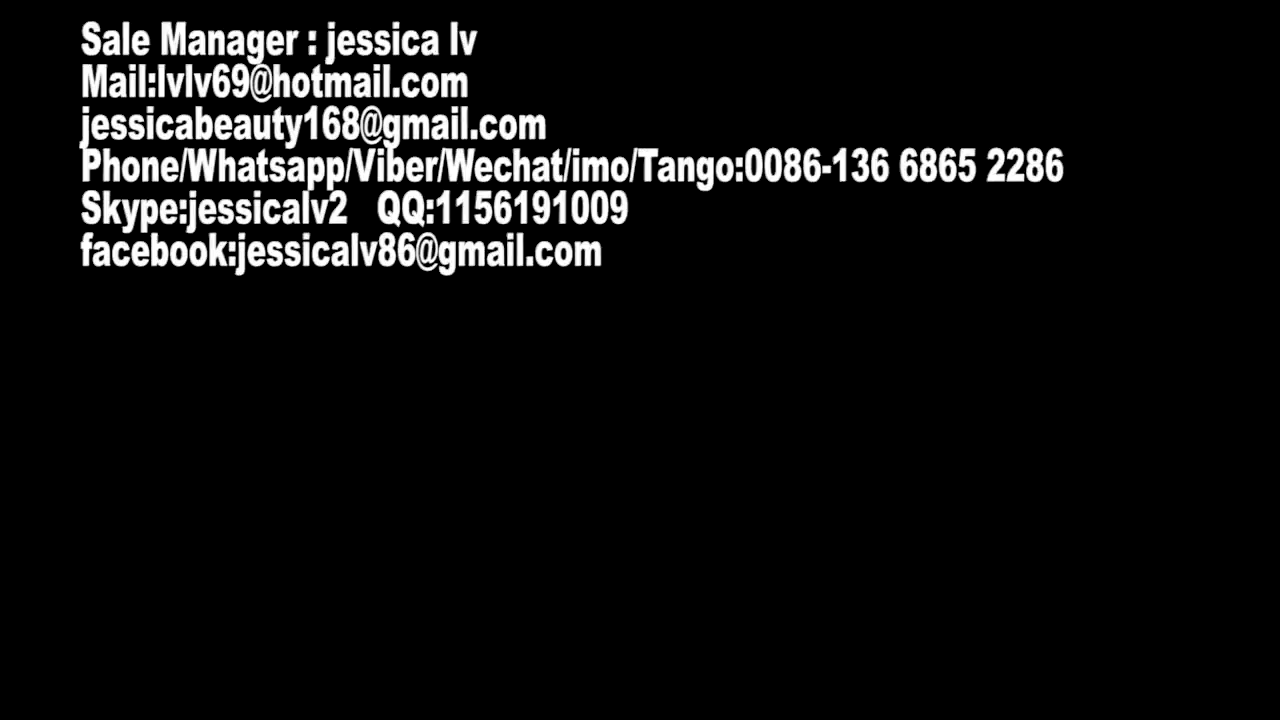 Sale Manager : jessica lv
Mail:lvlv69@hotmail.com
jessicabeauty168@gmail.com
Phone/Whatsapp/Viber/Wechat/imo/Tango:0086-136 6865 2286
Skype:jessicalv2   QQ:1156191009
facebook:jessicalv86@gmail.com